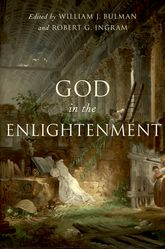 Edited by WILLIAM J. BULMAN
and ROBERT G. INGRAM
GOD
in the
ENLIGHTENMENT